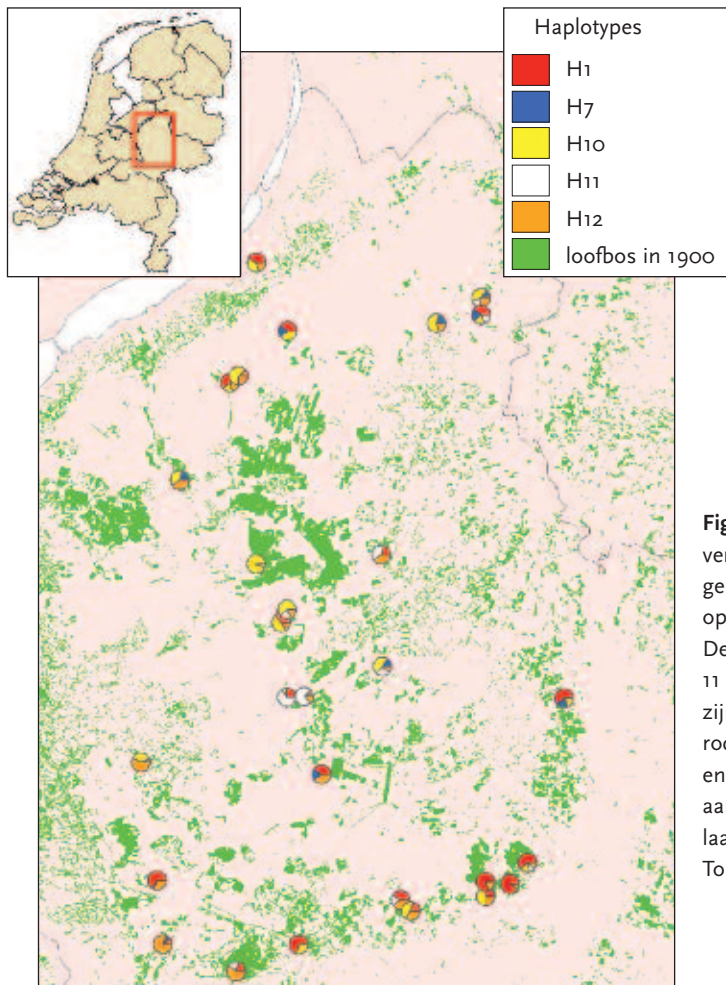 Haplotypes
H1
H7
H10
H11
H12
loofbos in 1900
Fig
ver
ge
op
De
11
zij
roo
en
aa
laa
To